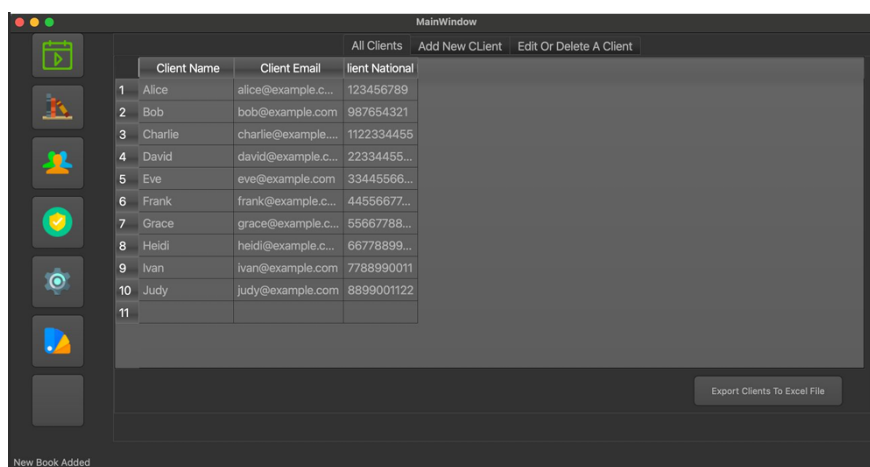 MainWindow
All Clients Add New CLient Edit Or Delete A Client
Client Name Client Email lient National
1 Alice alice@example.c... 123456789
2 Bob bob@example.com 987654321
3 Charlie charlie@example.... 1122334455
4 David david@example.c... 22334455...
5 Eve eve@example.com 33445566...
6 Frank frank@example.c... 44556677...
7 Grace grace@example.c... 55667788...
8 Heidi heidi@example.c... 66778899...
9 Ivan ivan@example.com 7788990011
10 Judy judy@example.com 8899001122
11
Export Clients To Excel File
New Book Added